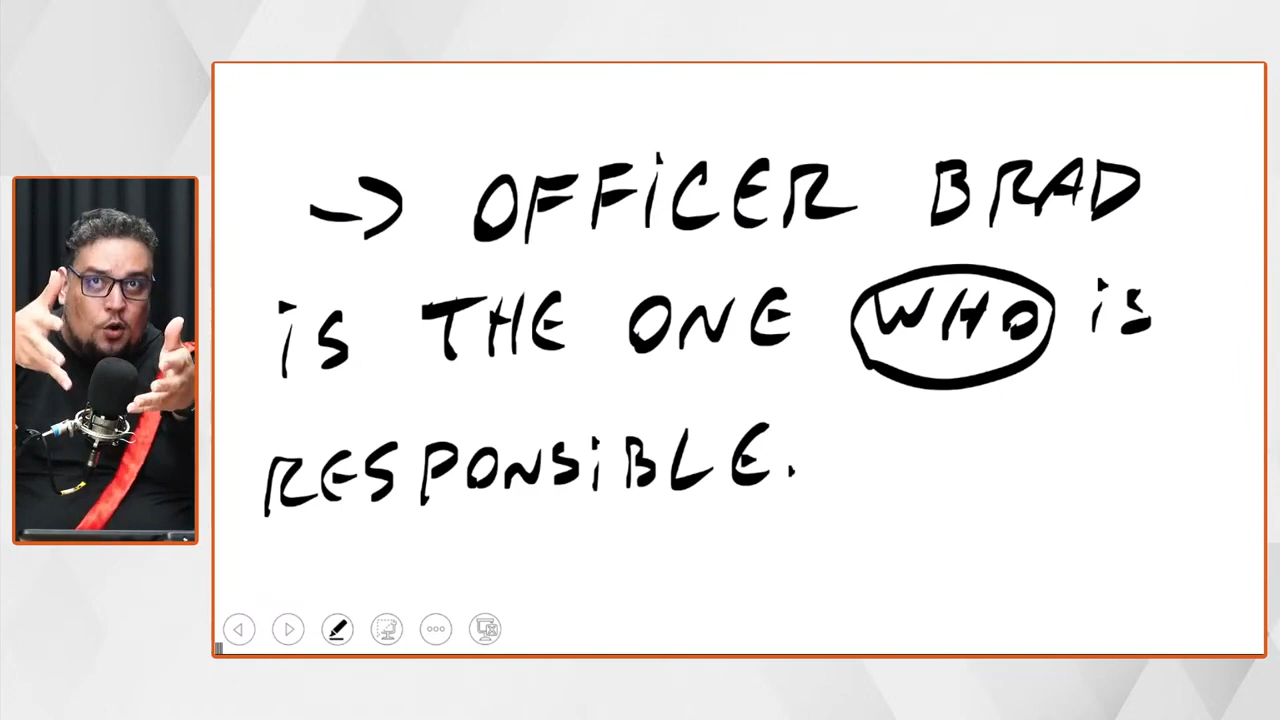 → OFFICER BRAD
is THE ONE WHO is
RESPONSIBLE.